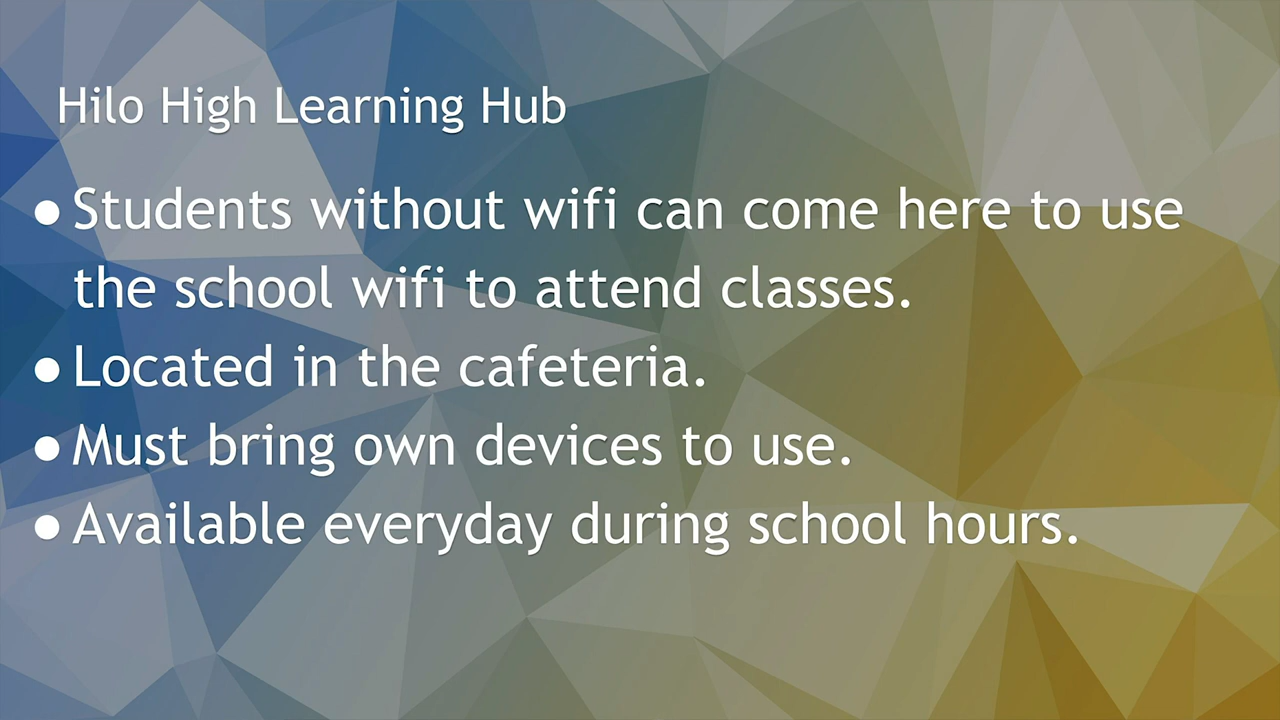 Hilo High Learning Hub
● Students without wifi can come here to use
the school wifi to attend classes.
● Located in the cafeteria.
● Must bring own devices to use.
● Available everyday during school hours.